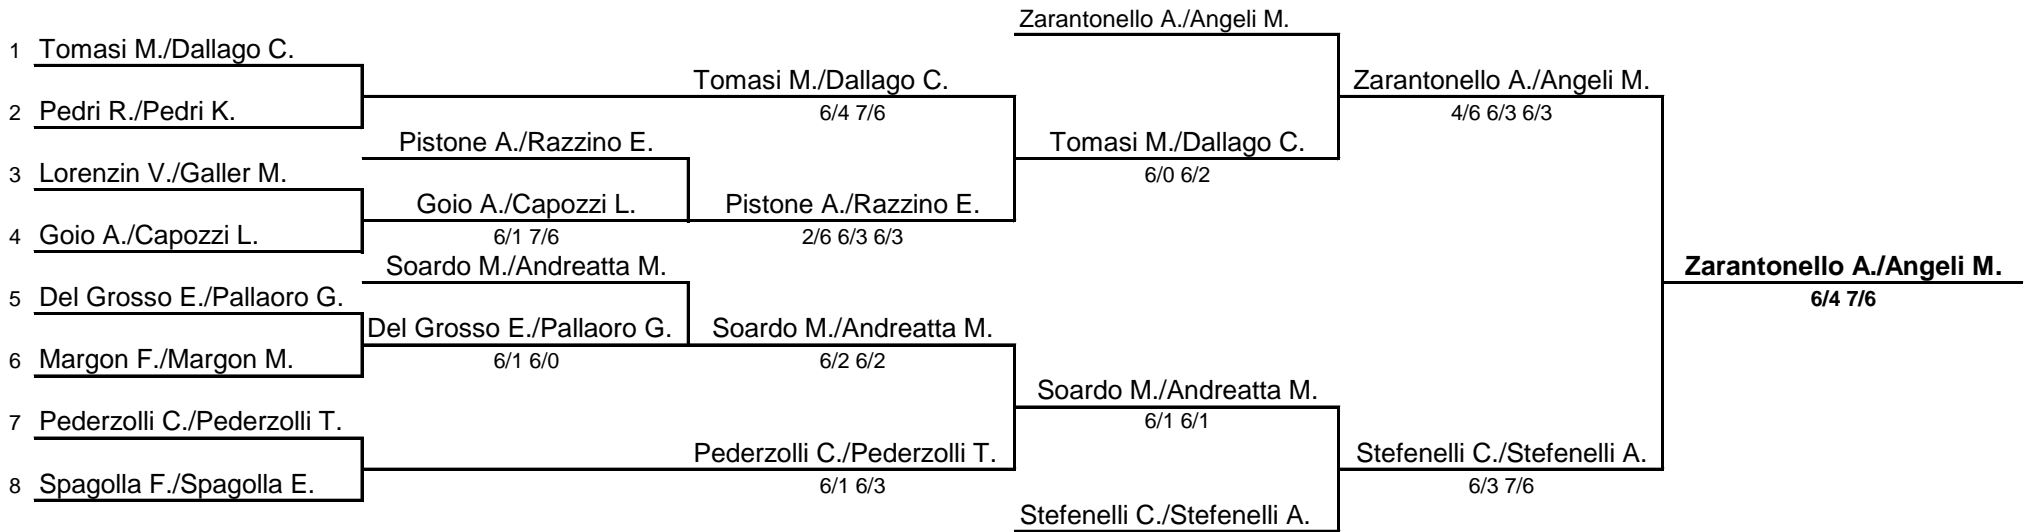 Zarantonello A./Angeli M.
1 Tomasi M./Dallago C.
Tomasi M./Dallago C.
Zarantonello A./Angeli M.
2 Pedri R./Pedri K.
6/4 7/6
4/6 6/3 6/3
Pistone A./Razzino E.
Tomasi M./Dallago C.
3 Lorenzin V./Galler M.
6/0 6/2
Goio A./Capozzi L.
Pistone A./Razzino E.
4 Goio A./Capozzi L.
6/1 7/6
2/6 6/3 6/3
Soardo M./Andreatta M.
Zarantonello A./Angeli M.
5 Del Grosso E./Pallaoro G.
6/4 7/6
Del Grosso E./Pallaoro G.
Soardo M./Andreatta M.
6 Margon F./Margon M.
6/1 6/0
6/2 6/2
Soardo M./Andreatta M.
7 Pederzolli C./Pederzolli T.
6/1 6/1
Pederzolli C./Pederzolli T.
Stefenelli C./Stefenelli A.
8 Spagolla F./Spagolla E.
6/1 6/3
6/3 7/6
Stefenelli C./Stefenelli A.